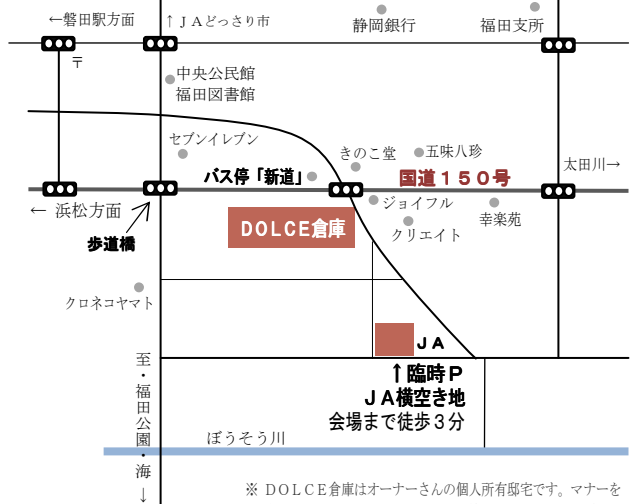 ←磐田駅方面
↑ＪＡどっさり市
静岡銀行
福田支所
〒
中央公民館
福田図書館
セブンイレブン
きのこ堂
五味八珍
太田川→
バス停「新道」
国道１５０号
← 浜松方面
ジョイフル
幸楽苑
DOLCE倉庫
クリエイト
歩道橋
クロネコヤマト
ＪＡ
至・福田公園・海→
↑臨時Ｐ
ＪＡ横空き地
会場まで徒歩３分
ぼうそう川
※ ＤＯＬＣＥ倉庫はオーナーさんの個人所有邸宅です。マナーを